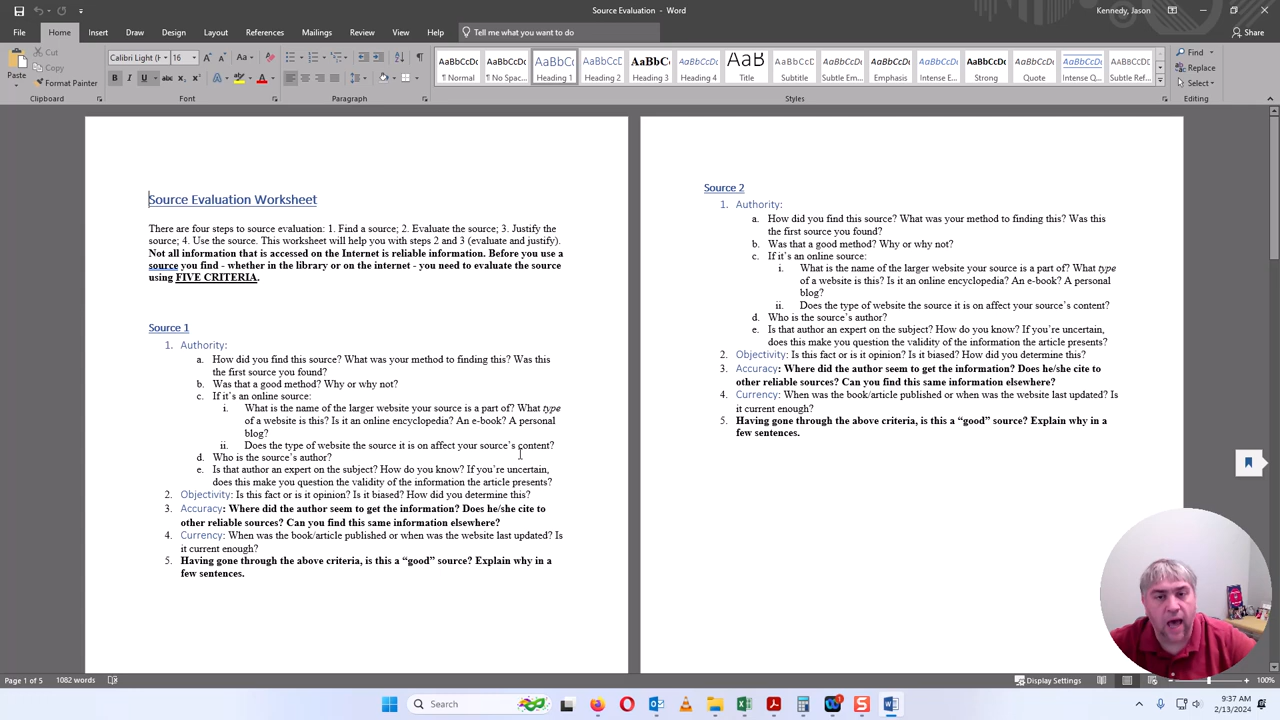 Source Evaluation - Word
Kennedy, Jason
File Home Insert Draw Design Layout References Mailings Review View Help Tell me what you want to do Share
Paste
Cut
Copy
Format Painter
Clipboard
Calibri Light (H 16
Font
Paragraph
AaBbCcDc AaBbCcDc AaBbCcI AaBbCcDc AaBbC AaBbCcDc AaB AaBbCcD AaBbCcDc AaBbCcDc AaBbCcDc AaBbCcDc AaBbCcDc AaBbCcDc AABBCCDD
¶ Normal ¶ No Spac... Heading 1 Heading 2 Heading 3 Heading 4 Title Subtitle Subtle Em... Emphasis Intense E... Strong Quote Intense Q... Subtle Ref...
Styles
Find
Replace
Select
Editing
Source Evaluation Worksheet
There are four steps to source evaluation: 1. Find a source; 2. Evaluate the source; 3. Justify the
source; 4. Use the source. This worksheet will help you with steps 2 and 3 (evaluate and justify).
Not all information that is accessed on the Internet is reliable information. Before you use a
source you find - whether in the library or on the internet - you need to evaluate the source
using FIVE CRITERIA.
Source 1
1. Authority:
a. How did you find this source? What was your method to finding this? Was this
the first source you found?
b. Was that a good method? Why or why not?
c. If it's an online source:
i. What is the name of the larger website your source is a part of? What type
of a website is this? Is it an online encyclopedia? An e-book? A personal
blog?
ii. Does the type of website the source it is on affect your source's content?
d. Who is the source's author?
e. Is that author an expert on the subject? How do you know? If you're uncertain,
does this make you question the validity of the information the article presents?
2. Objectivity: Is this fact or is it opinion? Is it biased? How did you determine this?
3. Accuracy: Where did the author seem to get the information? Does he/she cite to
other reliable sources? Can you find this same information elsewhere?
4. Currency: When was the book/article published or when was the website last updated? Is
it current enough?
5. Having gone through the above criteria, is this a “good” source? Explain why in a
few sentences.
Source 2
1. Authority:
a. How did you find this source? What was your method to finding this? Was this
the first source you found?
b. Was that a good method? Why or why not?
c. If it's an online source:
i. What is the name of the larger website your source is a part of? What type
of a website is this? Is it an online encyclopedia? An e-book? A personal
blog?
ii. Does the type of website the source it is on affect your source's content?
d. Who is the source's author?
e. Is that author an expert on the subject? How do you know? If you're uncertain,
does this make you question the validity of the information the article presents?
2. Objectivity: Is this fact or is it opinion? Is it biased? How did you determine this?
3. Accuracy: Where did the author seem to get the information? Does he/she cite to
other reliable sources? Can you find this same information elsewhere?
4. Currency: When was the book/article published or when was the website last updated? Is
it current enough?
5. Having gone through the above criteria, is this a “good” source? Explain why in a
few sentences.
Page 1 of 5 1082 words Display Settings 100%
Search
9:37 AM
2/13/2024